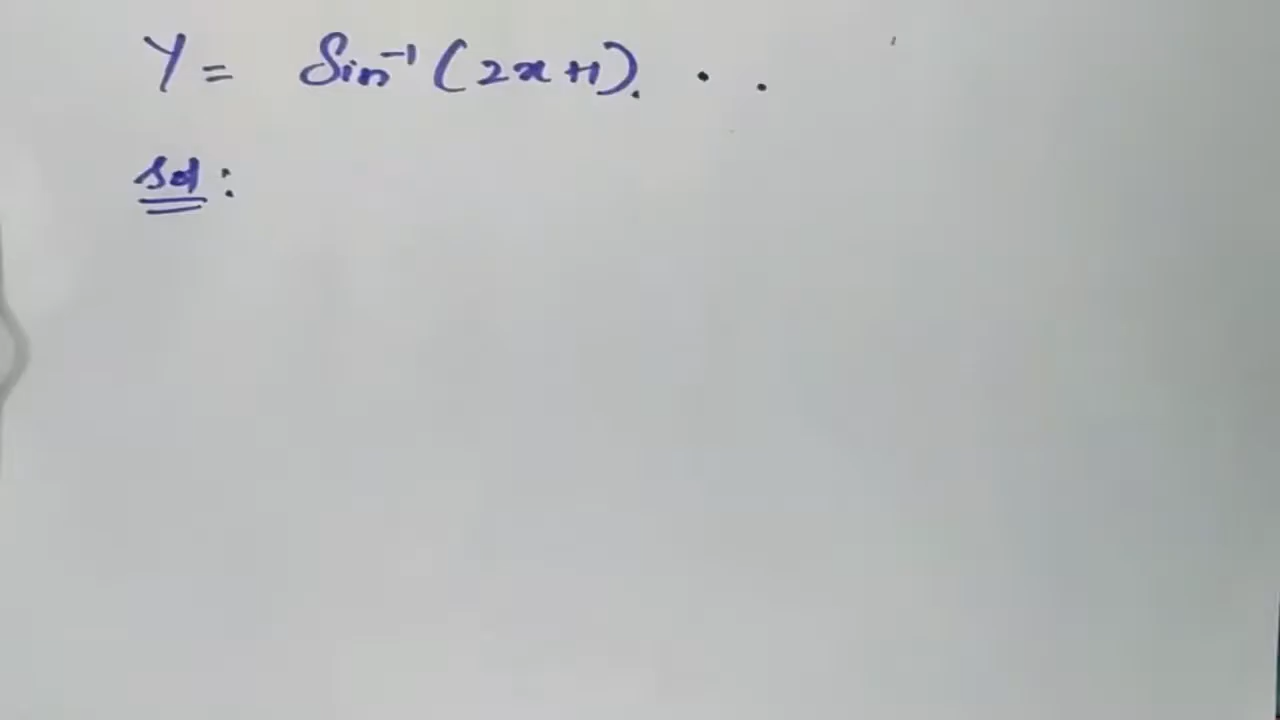 Y = Sin⁻¹ (2x+1). . .
Sol :